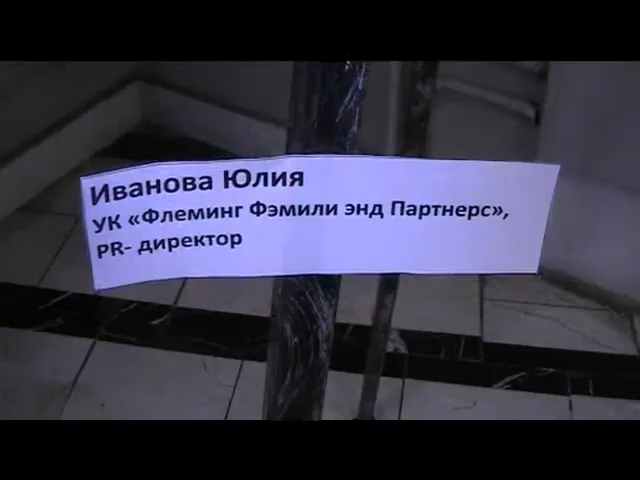 Иванова Юлия
УК «Флеминг Фэмили энд Партнерс»,
PR- директор